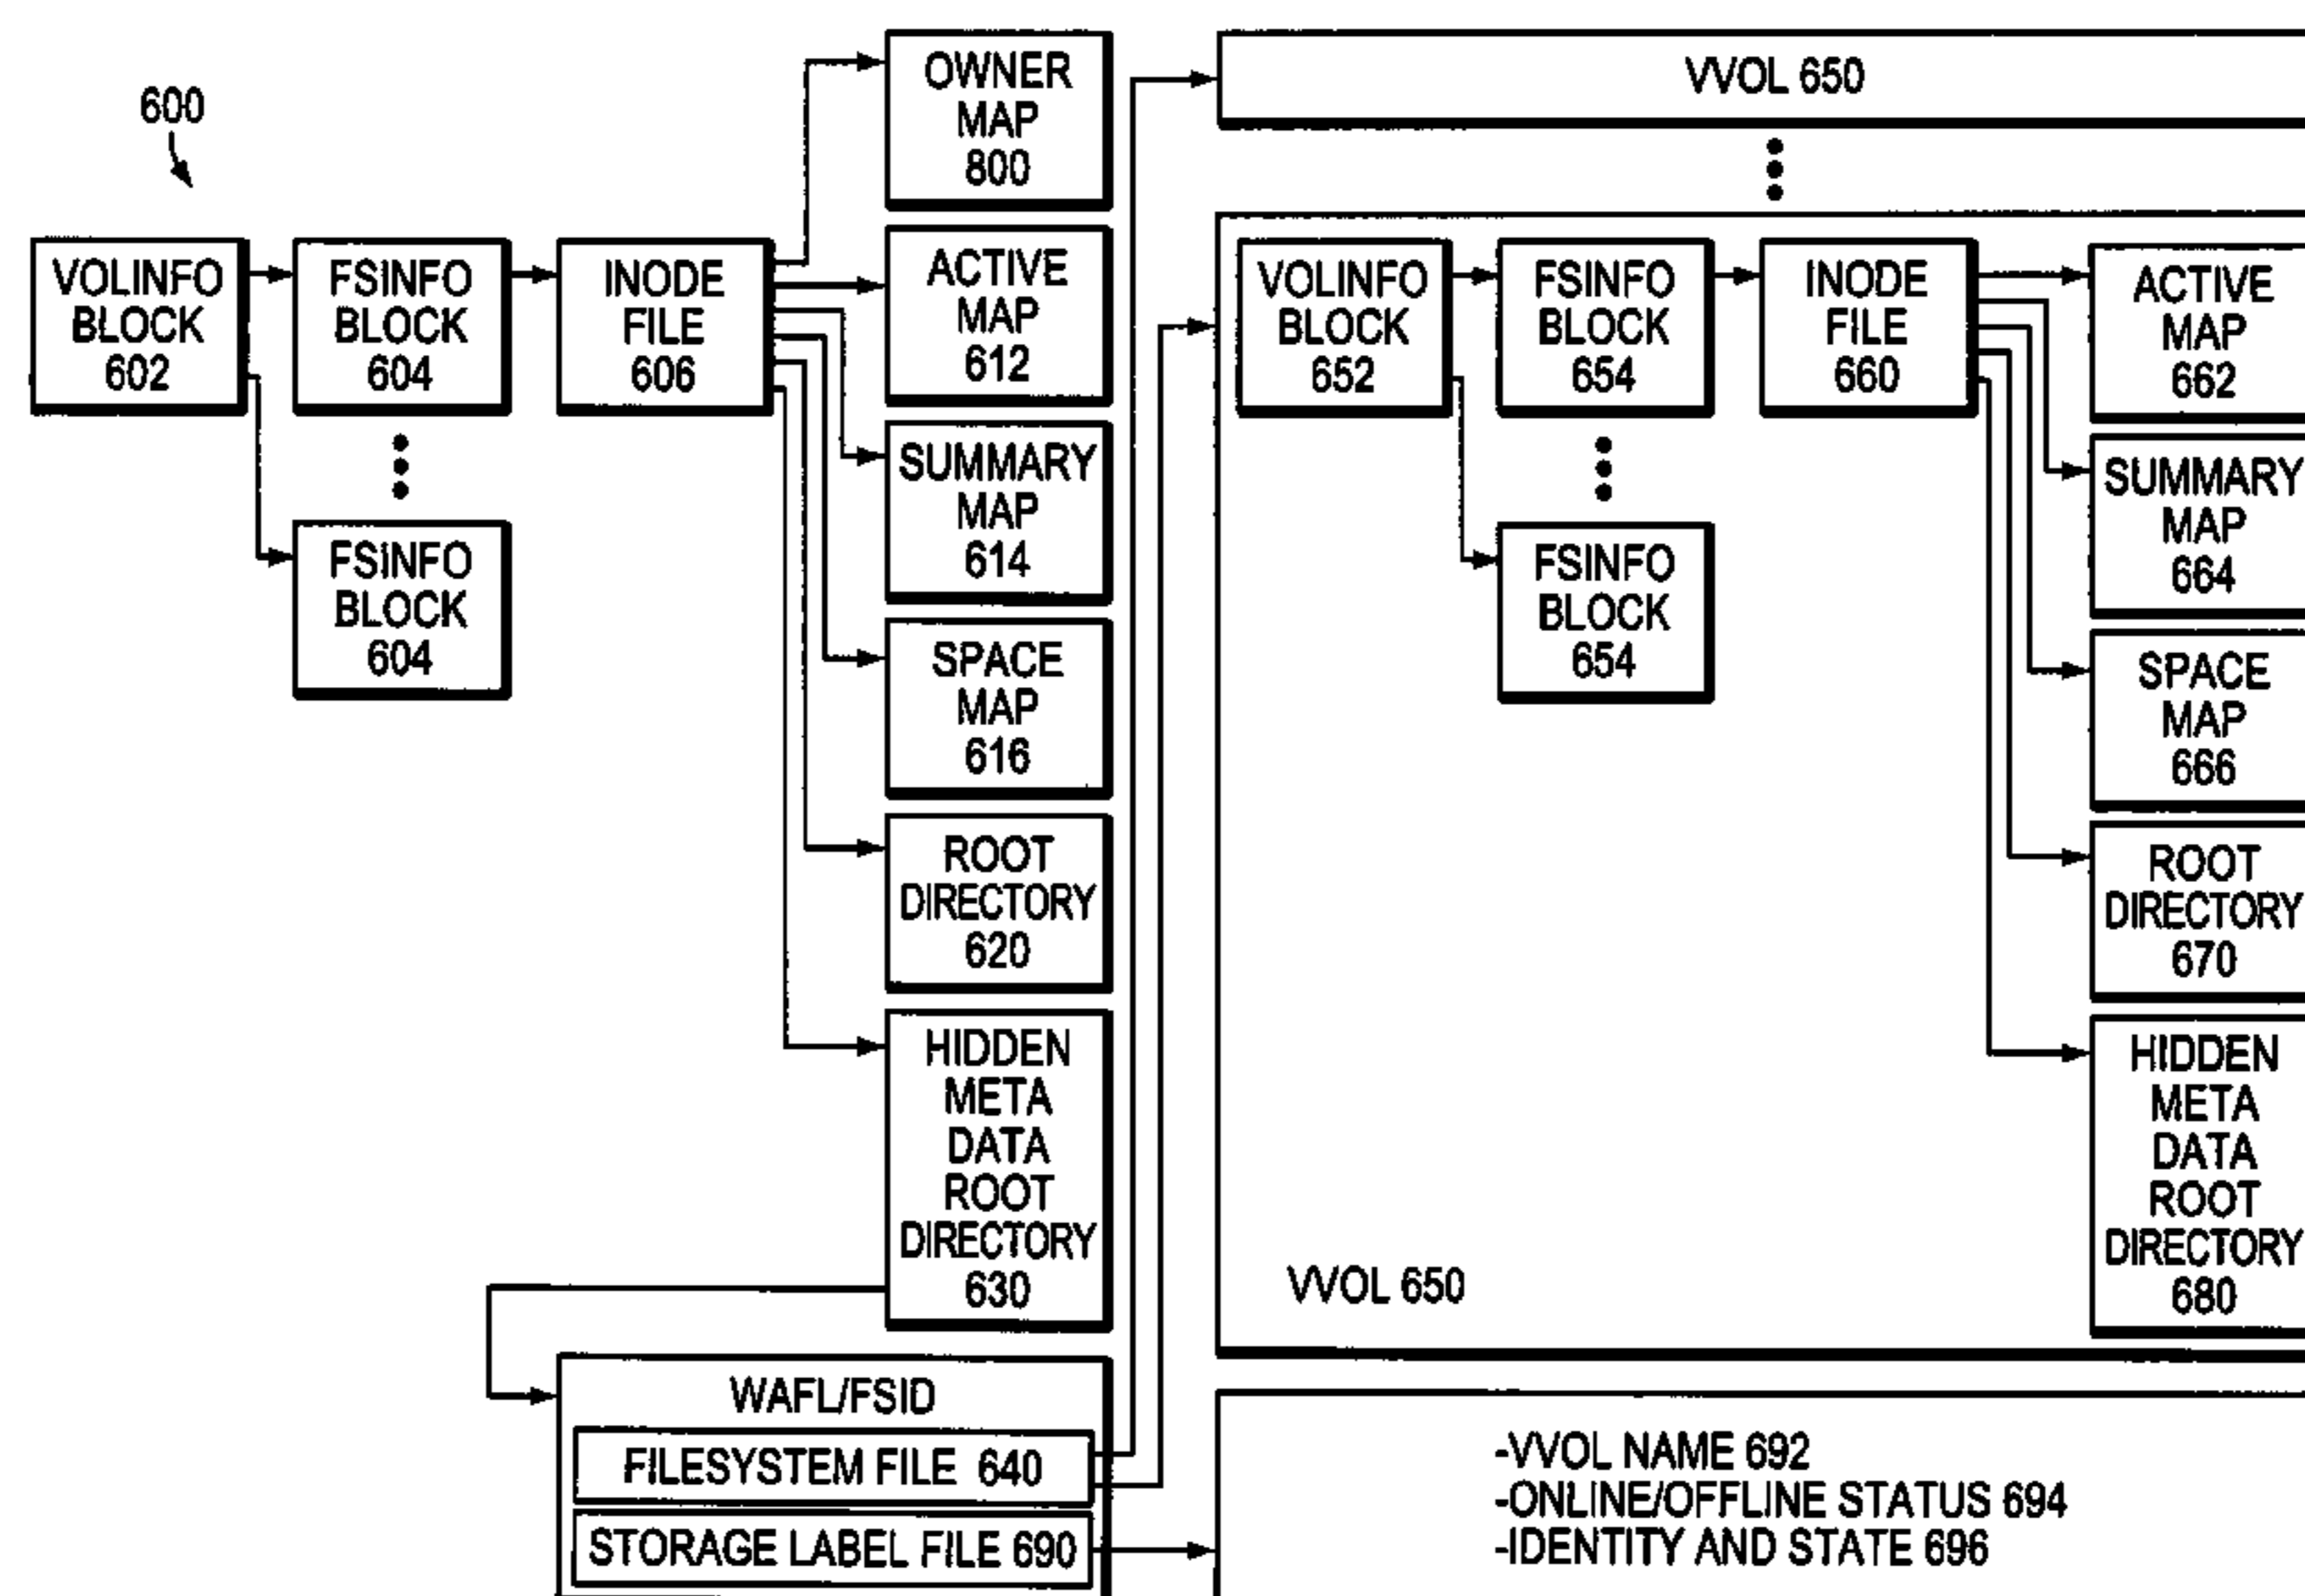 600
VOLINFO
BLOCK
602
FSINFO
BLOCK
604
FSINFO
BLOCK
604
INODE
FILE
606
OWNER
MAP
800
ACTIVE
MAP
612
SUMMARY
MAP
614
SPACE
MAP
616
ROOT
DIRECTORY
620
HIDDEN
META
DATA
ROOT
DIRECTORY
630
WAFL/FSID
FILESYSTEM FILE 640
STORAGE LABEL FILE 690
VVOL 650
VOLINFO
BLOCK
652
FSINFO
BLOCK
654
FSINFO
BLOCK
654
INODE
FILE
660
ACTIVE
MAP
662
SUMMARY
MAP
664
SPACE
MAP
666
ROOT
DIRECTORY
670
HIDDEN
META
DATA
ROOT
DIRECTORY
680
VVOL 650
-VVOL NAME 692
-ONLINE/OFFLINE STATUS 694
-IDENTITY AND STATE 696